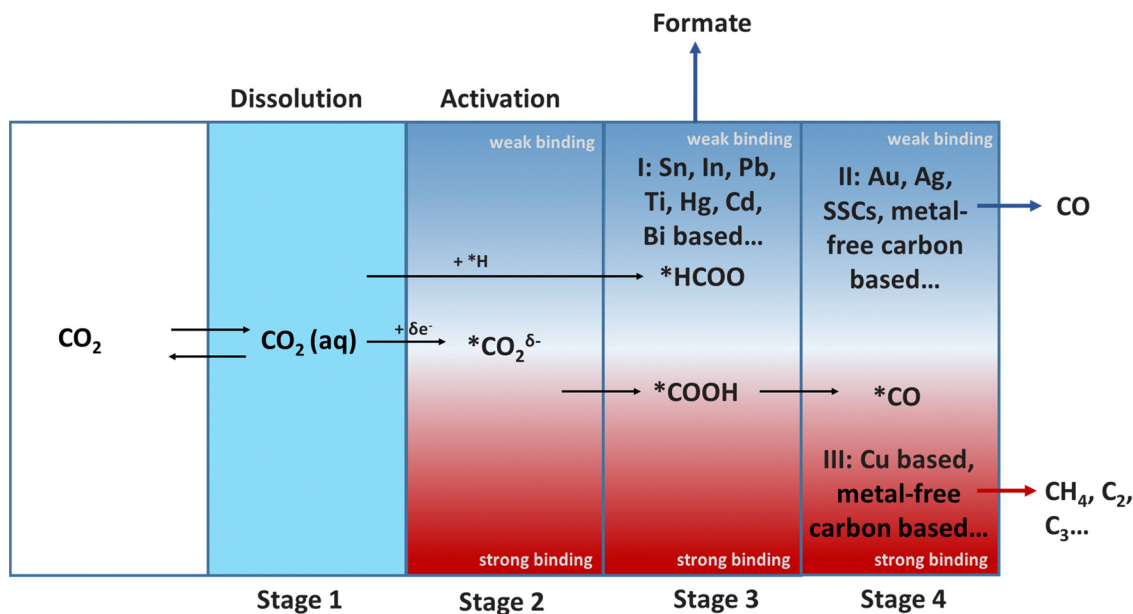 Formate
Dissolution
Activation
weak binding
weak binding
weak binding
I: Sn, In, Pb,
Ti, Hg, Cd,
Bi based...
II: Au, Ag,
SSCs, metal-
free carbon
based...
CO
+ *H
*HCOO
CO₂
CO₂ (aq)
+ δe⁻
*CO₂^δ-
*COOH
*CO
III: Cu based,
metal-free
carbon based...
CH₄, C₂,
C₃...
strong binding
strong binding
strong binding
Stage 1
Stage 2
Stage 3
Stage 4